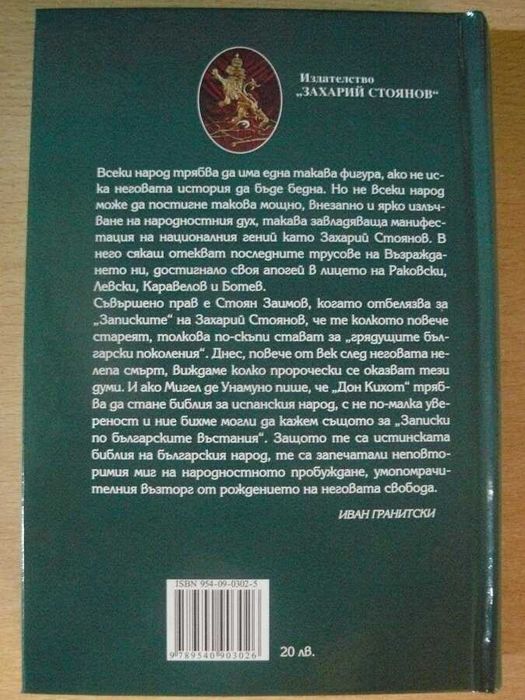 Издателство
„ЗАХАРИЙ СТОЯНОВ“
Всеки народ трябва да има една такава фигура, ако не ис-
ка неговата история да бъде бедна. Но не всеки народ
може да постигне такова мощно, внезапно и ярко излъч-
ване на народностния дух, такава завладяваща манифес-
тация на националния гений като Захарий Стоянов. В
него сякаш отекват последните трусове на Възражда-
нето ни, достигнало своя апогей в лицето на Раковски,
Левски, Каравелов и Ботев.
Съвършено прав е Стоян Заимов, когато отбелязва за
„Записките“ на Захарий Стоянов, че те колкото повече
стареят, толкова по-скъпи стават за „грядущите бъл-
гарски поколения“. Днес, повече от век след неговата не-
лепа смърт, виждаме колко пророчески се оказват тези
думи. И ако Мигел де Унамуно пише, че „Дон Кихот“ тряб-
ва да стане библия за испанския народ, с не по-малка уве-
реност и ние бихме могли да кажем същото за „Записки
по българските въстания“. Защото те са истинската
библия на българския народ, те са запечатали неповто-
римия миг на народностното пробуждане, умопомрачи-
телния възторг от рождението на неговата свобода.
ИВАН ГРАНИТСКИ
ISBN 954-09-0302-5
9 789540 903026
20 лв.